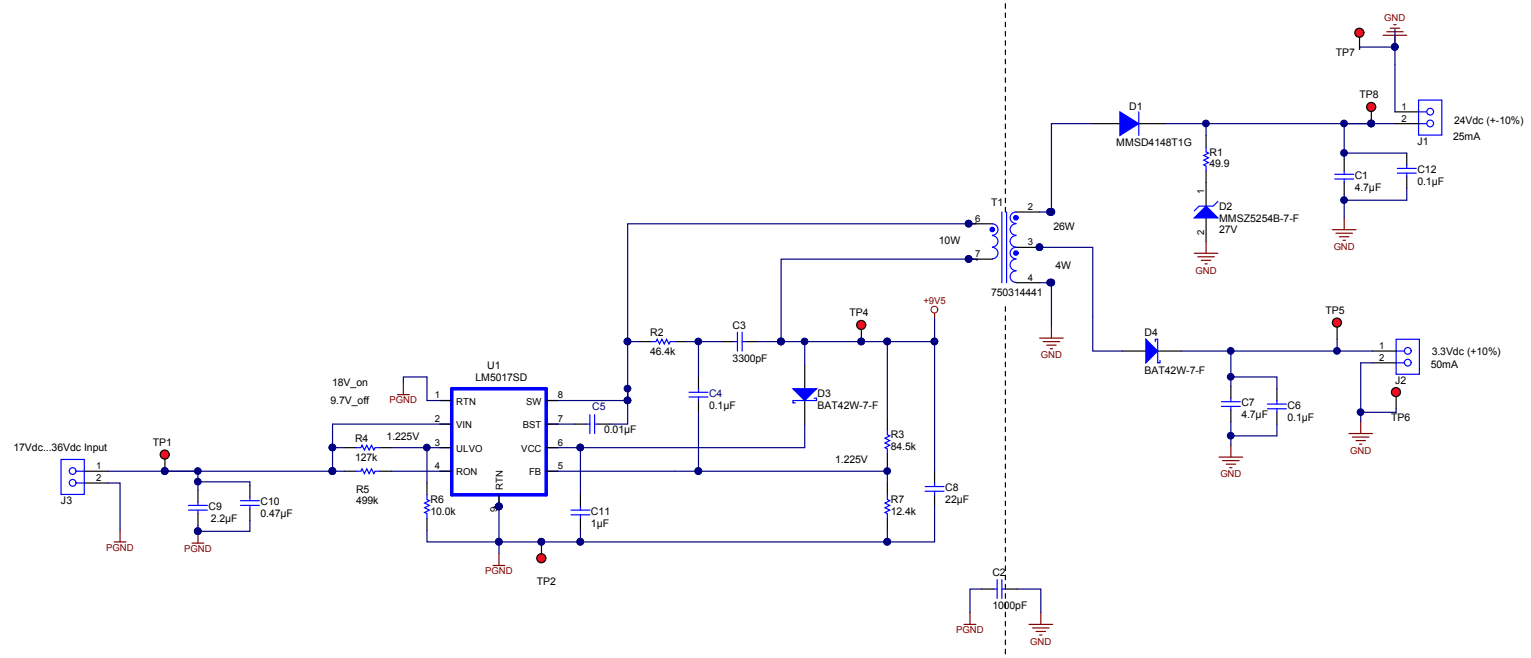 GND
TP7
TP8
1
2
J1
24Vdc (+-10%)
25mA
D1
MMSD4148T1G
R1
49.9
C1
4.7µF
C12
0.1µF
GND
1
D2
MMSZ5254B-7-F
27V
2
GND
T1
6
7
10W
2
3
4
26W
4W
750314441
GND
+9V5
TP4
TP5
D4
BAT42W-7-F
1
2
J2
3.3Vdc (+10%)
50mA
TP6
GND
C7
4.7µF
C6
0.1µF
GND
R2
46.4k
C3
3300pF
C4
0.1µF
D3
BAT42W-7-F
U1
LM5017SD
18V_on
9.7V_off
PGND
1
RTN
2
VIN
3
ULVO
4
RON
SW
8
BST
7
VCC
6
FB
5
RTN
9
C5
0.01µF
1.225V
R3
84.5k
R7
12.4k
C8
22µF
17Vdc...36Vdc Input
TP1
1
2
J3
PGND
R4
127k
1.225V
R5
499k
R6
10.0k
C9
2.2µF
C10
0.47µF
PGND
C11
1µF
PGND
TP2
C2
1000pF
PGND
GND